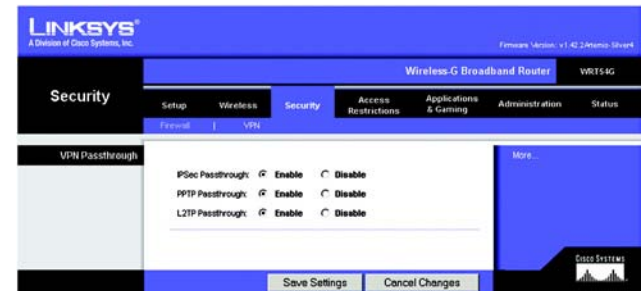 LINKSYS®
A Division of Cisco Systems, Inc.
Firmware Version: v1.42.2Artemio-Silver4
Wireless-G Broadband Router WRT54G
Security
Setup Wireless Security Access Restrictions Applications & Gaming Administration Status
Firewall | VPN
VPN Passthrough
IPSec Passthrough: Enable Disable
PPTP Passthrough: Enable Disable
L2TP Passthrough: Enable Disable
More...
CISCO SYSTEMS
Save Settings Cancel Changes